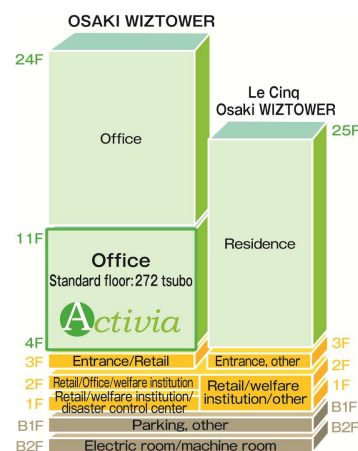 OSAKI WIZTOWER
24F
Office
Le Cinq
Osaki WIZTOWER
25F
11F
Office
Standard floor:272 tsubo
Activia
Residence
4F
3F
Entrance/Retail
Entrance, other
3F
2F
Retail/Office/welfare institution
Retail/welfare
institution/other
2F
1F
Retail/welfare institution/
disaster control center
1F
B1F
Parking, other
B1F
B2F
Electric room/machine room
B2F